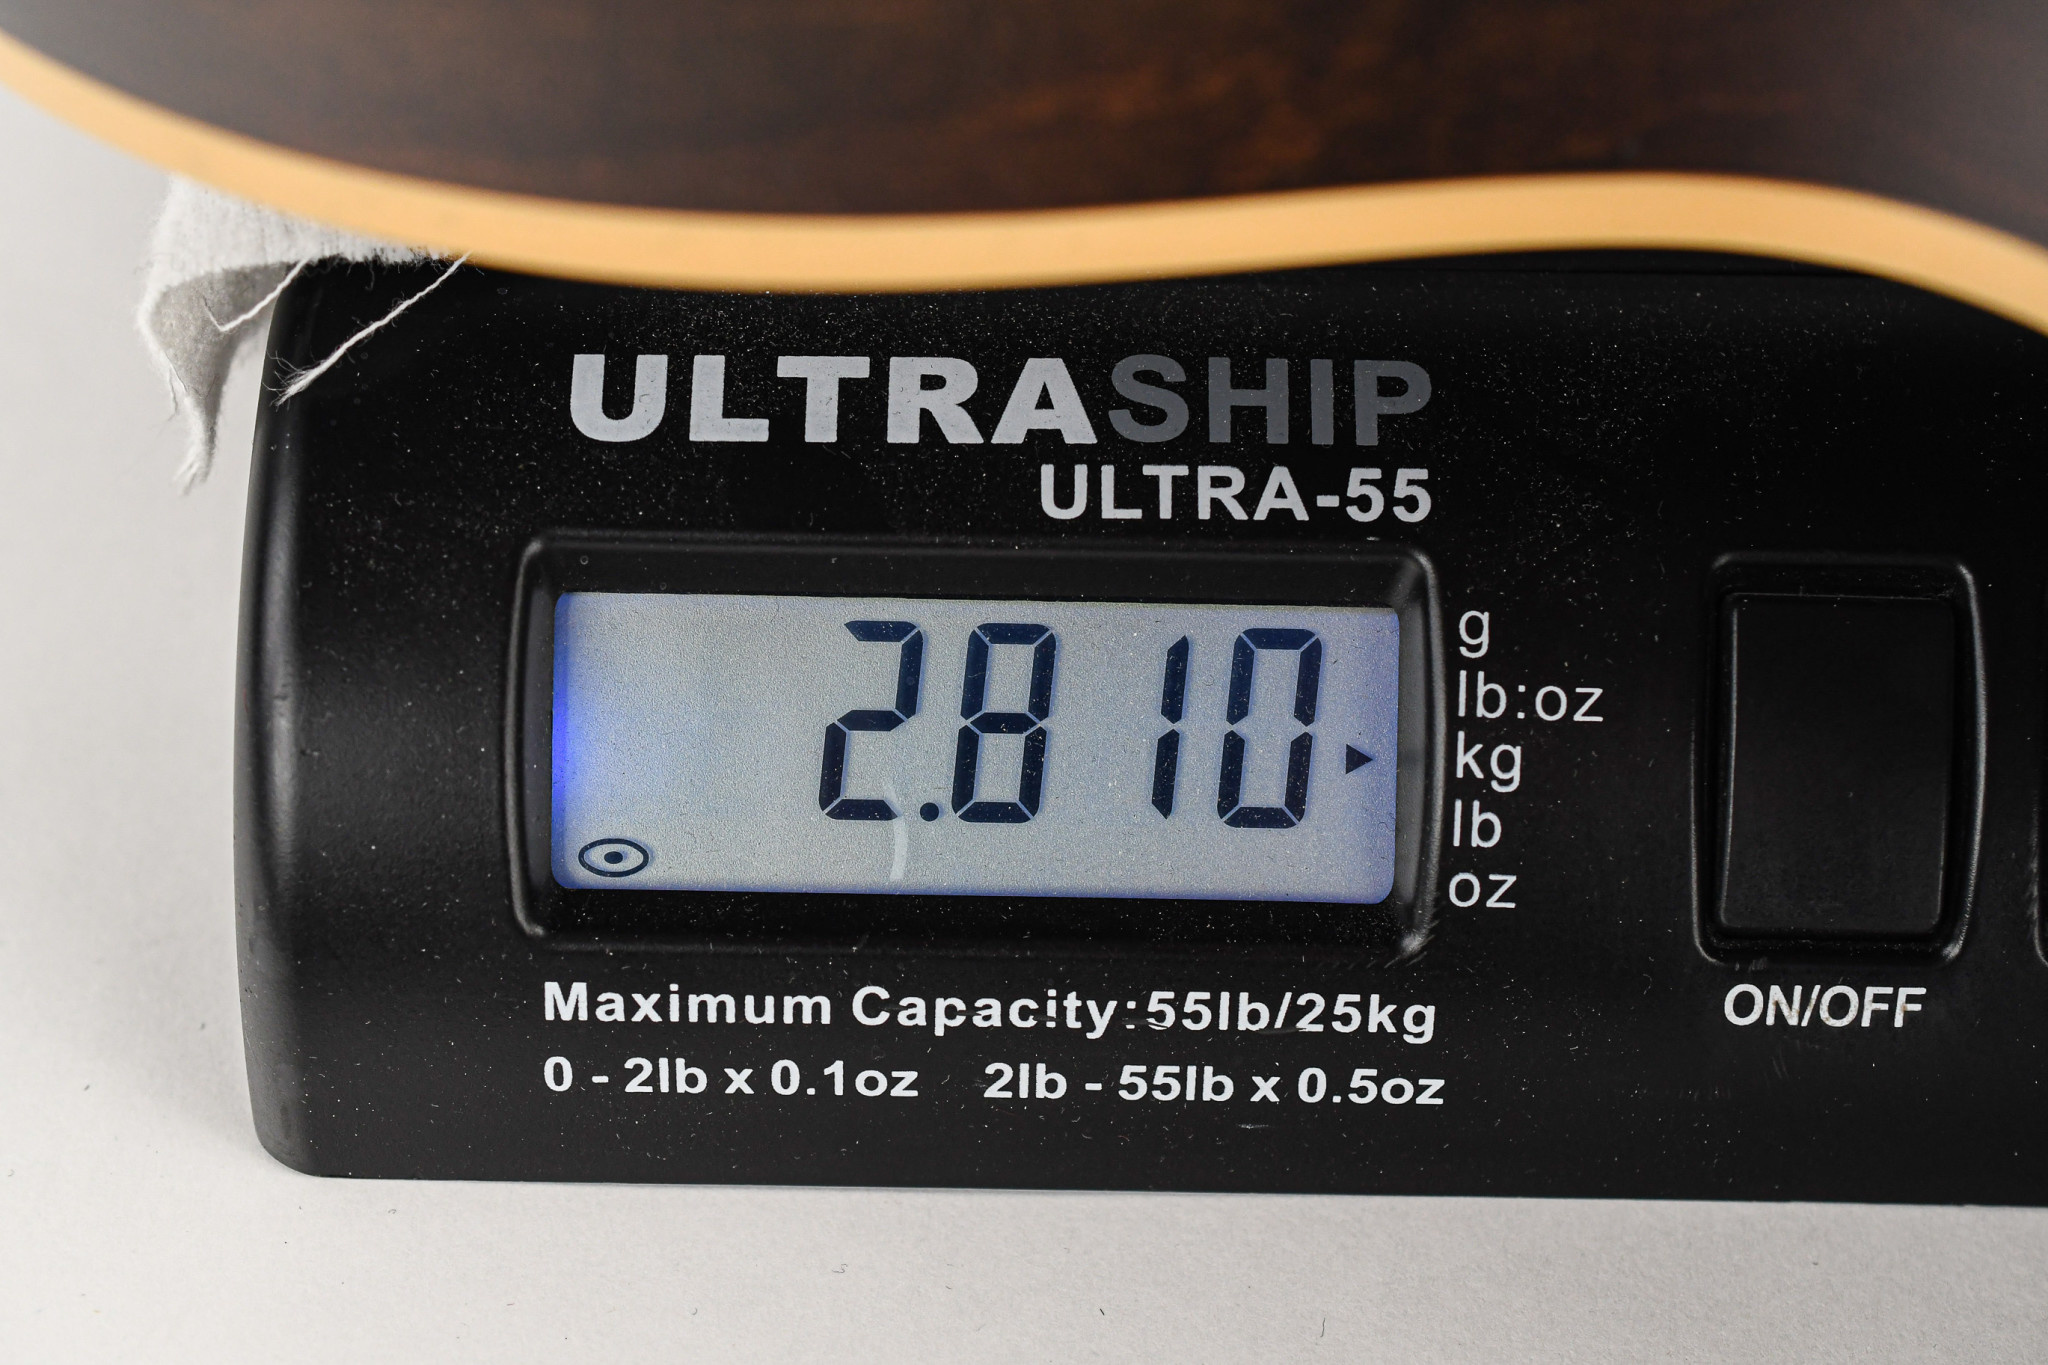 ULTRASHIP
ULTRA-55
2.810
g
lb:oz
kg
lb
oz
Maximum Capacity:55lb/25kg
0 - 2lb x 0.1oz 2lb - 55lb x 0.5oz
ON/OFF